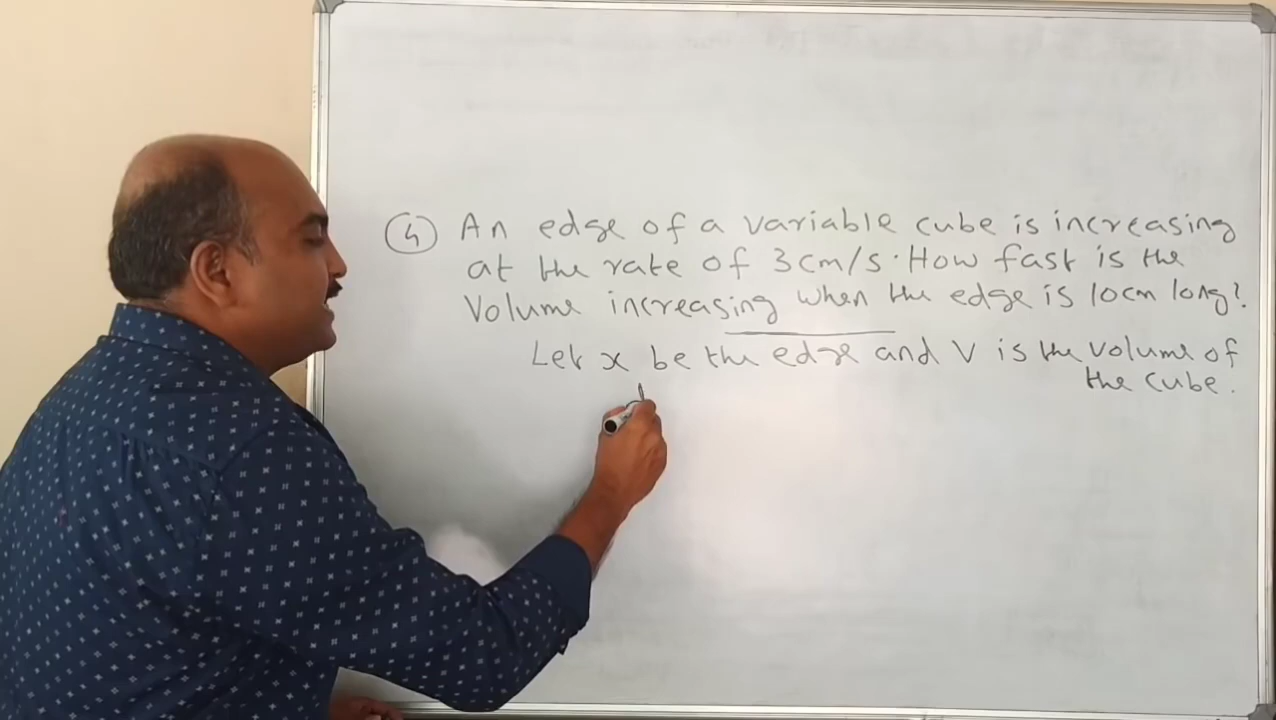 (4) An edge of a variable cube is increasing
at the rate of 3cm/s. How fast is the
Volume increasing when the edge is 10cm long?
Let x be the edge and V is the volume of
the cube.